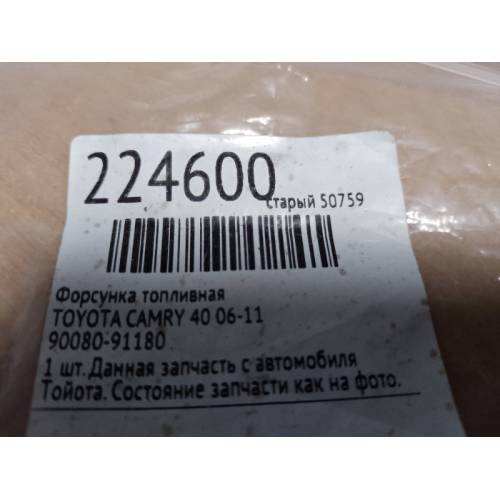 224600
старый 50759
Форсунка топливная
TOYOTA CAMRY 40 06-11
90080-91180
1 шт. Данная запчасть с автомобиля
Тойота. Состояние запчасти как на фото.